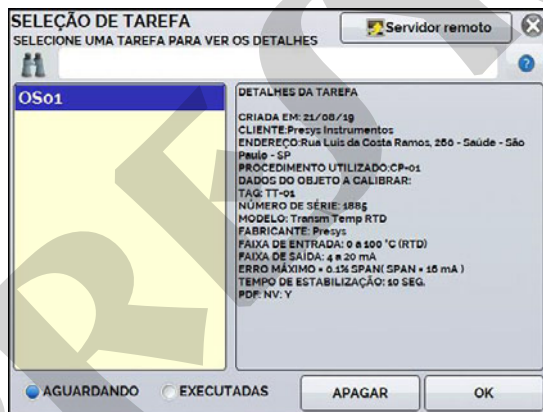 SELEÇÃO DE TAREFA
SELECIONE UMA TAREFA PARA VER OS DETALHES
Servidor remoto
OS01
DETALHES DA TAREFA
CRIADA EM: 21/08/19
CLIENTE:Presys Instrumentos
ENDEREÇO:Rua Luis da Costa Ramos, 260 - Saúde - São
Paulo - SP
PROCEDIMENTO UTILIZADO:CP-01
DADOS DO OBJETO A CALIBRAR:
TAG: TT-01
NÚMERO DE SÉRIE: 1885
MODELO: Transm Temp RTD
FABRICANTE: Presys
FAIXA DE ENTRADA: 0 a 100 °C (RTD)
FAIXA DE SAÍDA: 4 a 20 mA
ERRO MÁXIMO = 0.1% SPAN( SPAN = 16 mA )
TEMPO DE ESTABILIZAÇÃO: 10 SEG.
PDF: NV: Y
AGUARDANDO
EXECUTADAS
APAGAR
OK